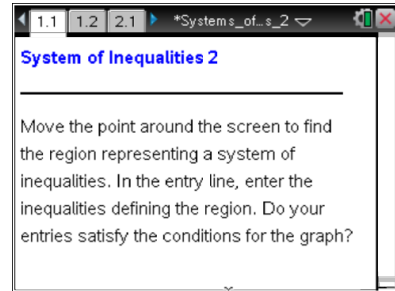 1.1 1.2 2.1 *Systems_of…s_2
System of Inequalities 2
Move the point around the screen to find
the region representing a system of
inequalities. In the entry line, enter the
inequalities defining the region. Do your
entries satisfy the conditions for the graph?